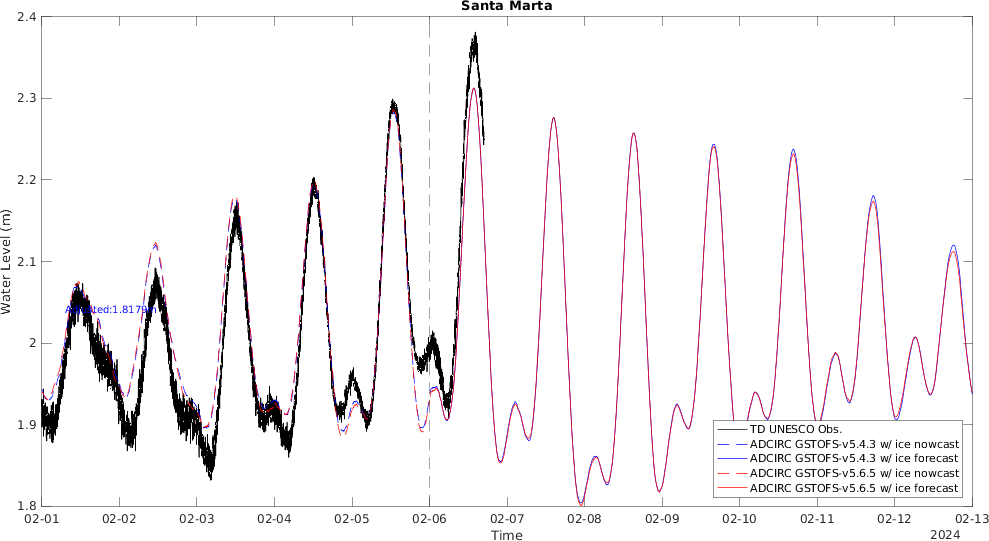 Santa Marta
2.4
2.3
2.2
2.1
2
1.9
1.8
Water Level (m)
TD UNESCO Obs.
ADCIRC GSTOFS-v5.4.3 w/ ice nowcast
ADCIRC GSTOFS-v5.4.3 w/ ice forecast
ADCIRC GSTOFS-v5.6.5 w/ ice nowcast
ADCIRC GSTOFS-v5.6.5 w/ ice forecast
02-01 02-02 02-03 02-04 02-05 02-06 02-07 02-08 02-09 02-10 02-11 02-12 02-13
Time
2024